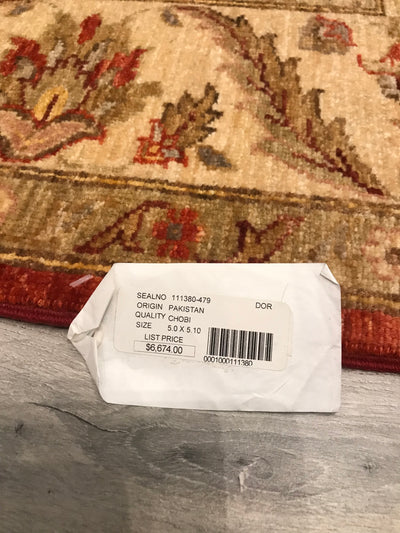 SEALNO 111380-479 DOR
ORIGIN PAKISTAN
QUALITY CHOBI
SIZE 5.0 X 5.10
LIST PRICE
$6,674.00
0001000111380